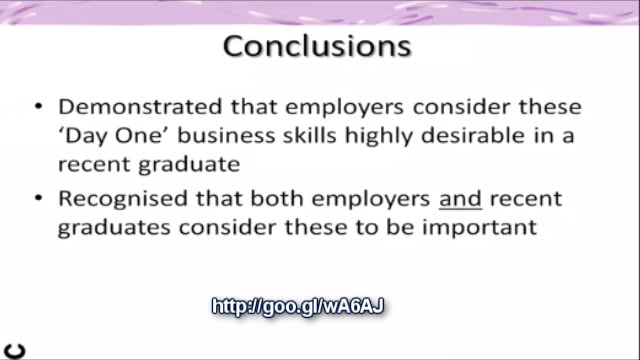 Conclusions
• Demonstrated that employers consider these
‘Day One’ business skills highly desirable in a
recent graduate
• Recognised that both employers and recent
graduates consider these to be important
http://goo.gl/wA6AJ
C